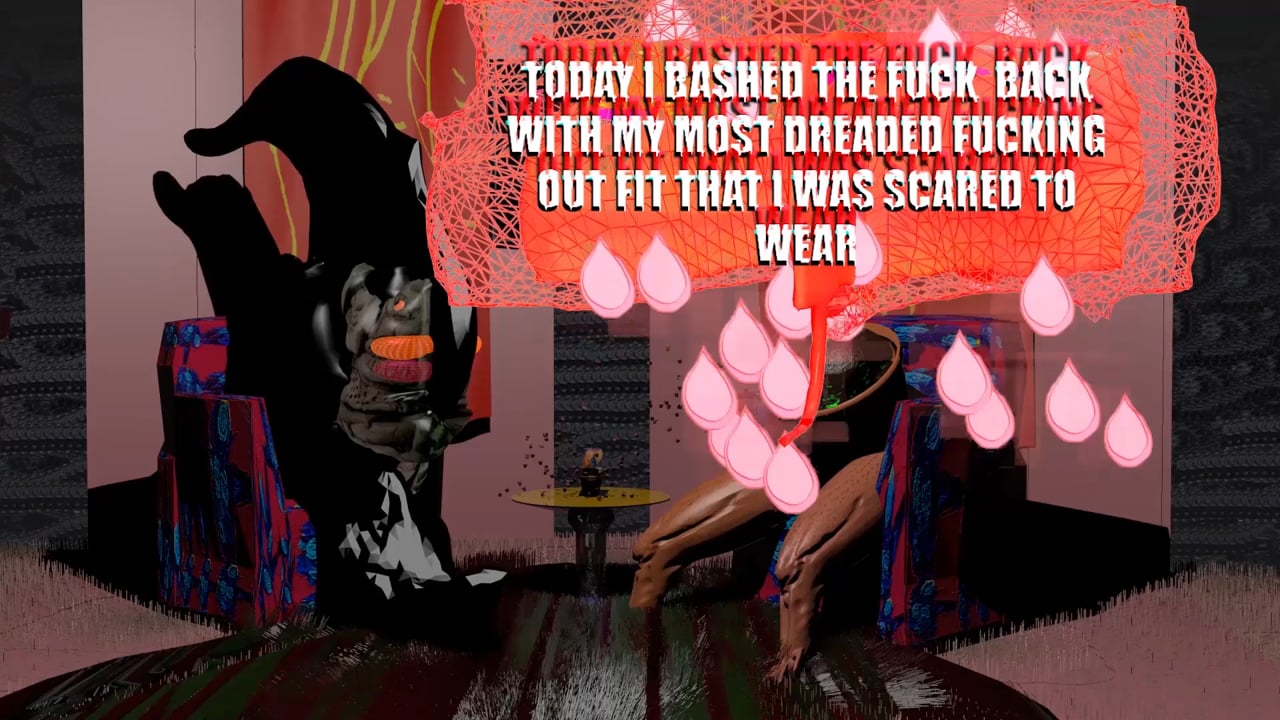 TODAY I BASHED THE FUCK BACK
WITH MY MOST DREADED FUCKING
OUT FIT THAT I WAS SCARED TO
WEAR